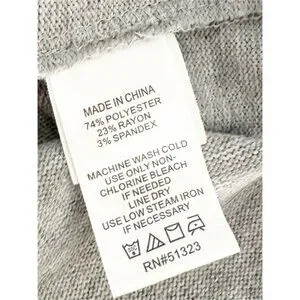 MADE IN CHINA
74% POLYESTER
23% RAYON
3% SPANDEX
MACHINE WASH COLD
USE ONLY NON-
CHLORINE BLEACH
IF NEEDED
LINE DRY
USE LOW STEAM IRON
IF NECESSARY
RN#51323